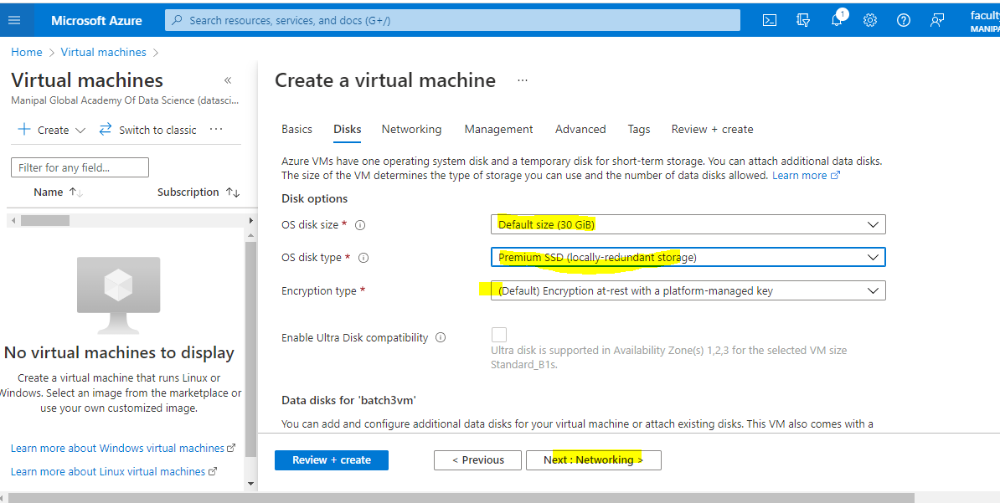 Microsoft Azure
Search resources, services, and docs (G+/)
1
faculty
MANIPA
Home > Virtual machines >
Virtual machines «
Manipal Global Academy Of Data Science (datasci...
+ Create Switch to classic ...
Filter for any field...
Name ↑↓ Subscription ↑↓
No virtual machines to display
Create a virtual machine that runs Linux or
Windows. Select an image from the marketplace or
use your own customized image.
Learn more about Windows virtual machines
Learn more about Linux virtual machines
Create a virtual machine ...
Basics Disks Networking Management Advanced Tags Review + create
Azure VMs have one operating system disk and a temporary disk for short-term storage. You can attach additional data disks.
The size of the VM determines the type of storage you can use and the number of data disks allowed. Learn more
Disk options
OS disk size * Default size (30 GiB)
OS disk type * Premium SSD (locally-redundant storage)
Encryption type * (Default) Encryption at-rest with a platform-managed key
Enable Ultra Disk compatibility
Ultra disk is supported in Availability Zone(s) 1,2,3 for the selected VM size
Standard_B1s.
Data disks for 'batch3vm'
You can add and configure additional data disks for your virtual machine or attach existing disks. This VM also comes with a
Review + create < Previous Next : Networking >